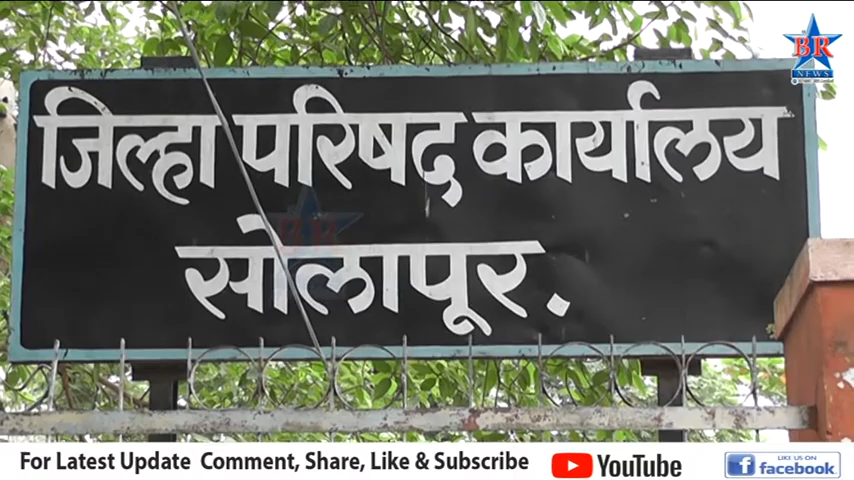 BR
NEWS
जिल्हा परिषद कार्यालय
सोलापूर.
For Latest Update Comment, Share, Like & Subscribe
YouTube
LIKE US ON
facebook